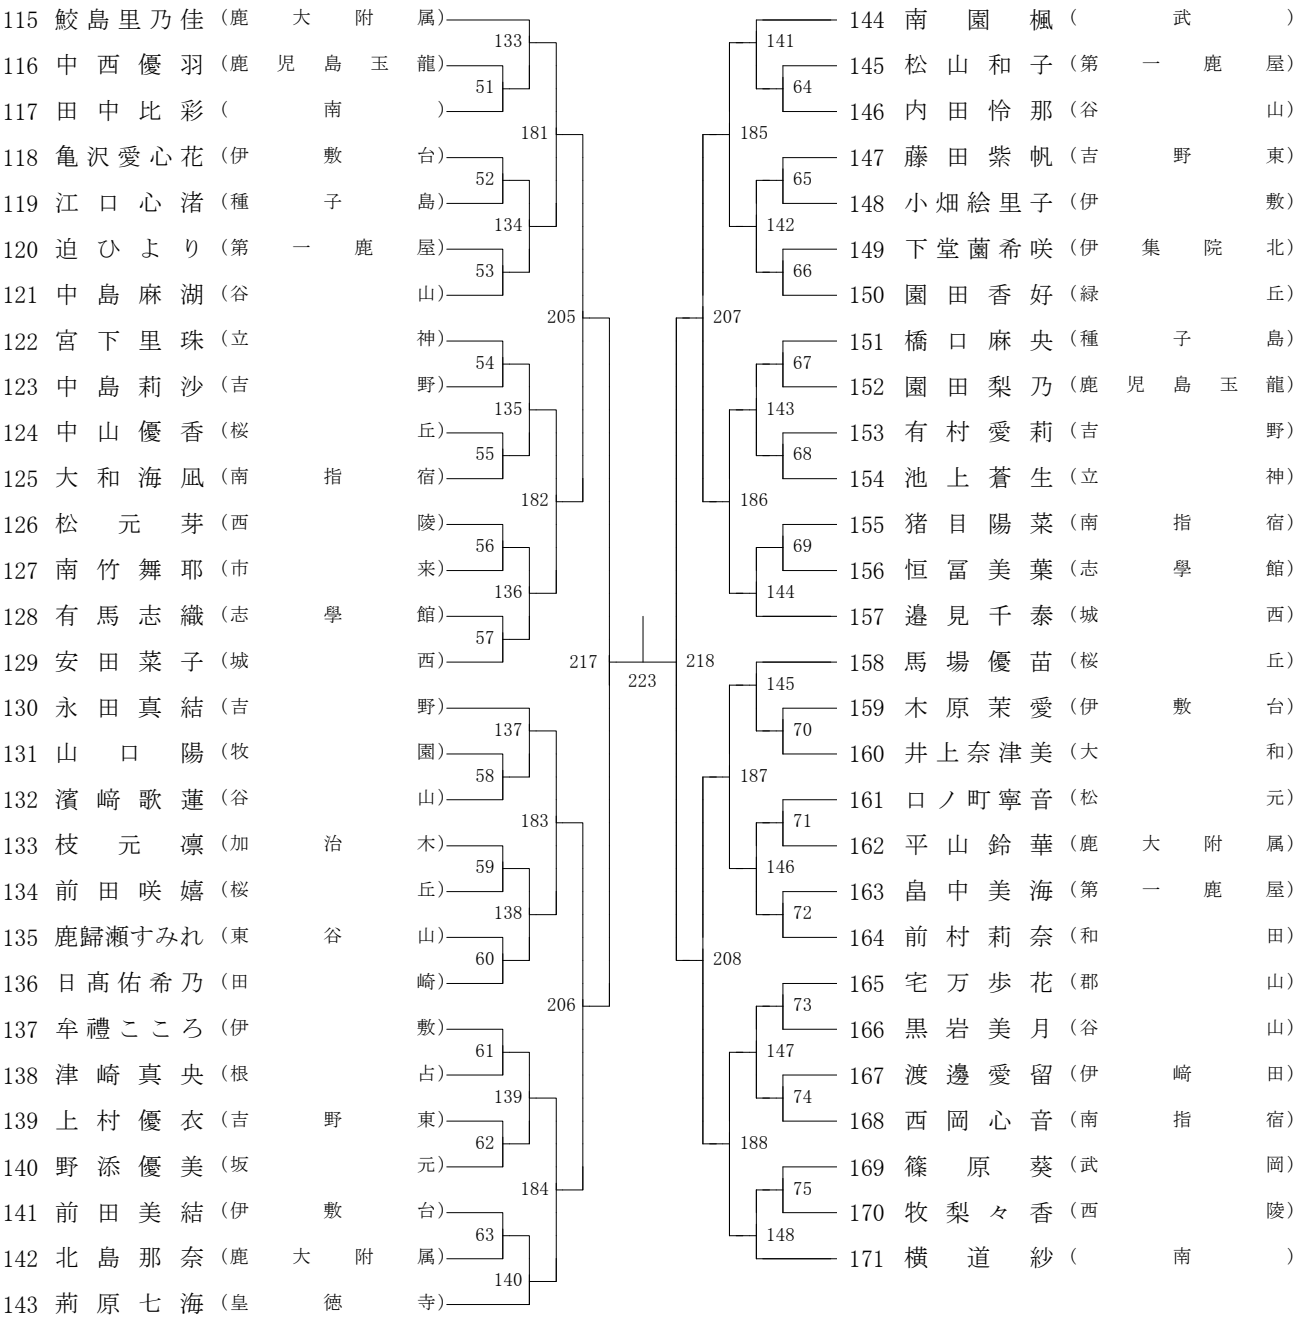 115 鮫島里乃佳 (鹿大附属)
116 中西優羽 (鹿児島玉龍)
117 田中比彩 (南)
118 亀沢愛心花 (伊敷台)
119 江口心渚 (種子島)
120 迫ひより (第一鹿屋)
121 中島麻湖 (谷山)
122 宮下里珠 (立神)
123 中島莉沙 (吉野)
124 中山優香 (桜丘)
125 大和海凪 (南指宿)
126 松元芽 (西陵)
127 南竹舞耶 (市来)
128 有馬志織 (志學館)
129 安田菜子 (城西)
130 永田真結 (吉野)
131 山口陽 (牧園)
132 濱﨑歌蓮 (谷山)
133 枝元凛 (加治木)
134 前田咲嬉 (桜丘)
135 鹿歸瀬すみれ (東谷山)
136 日髙佑希乃 (田崎)
137 牟禮こころ (伊敷)
138 津崎真央 (根占)
139 上村優衣 (吉野東)
140 野添優美 (坂元)
141 前田美結 (伊敷台)
142 北島那奈 (鹿大附属)
143 荊原七海 (皇徳寺)
133
51
181
52
134
53
205
54
135
55
182
56
136
57
217
137
58
183
59
138
60
206
61
139
62
184
63
140
223
218
141
64
185
65
142
66
207
67
143
68
186
69
144
145
70
187
71
146
72
208
73
147
74
188
75
148
144 南園楓 (武)
145 松山和子 (第一鹿屋)
146 内田怜那 (谷山)
147 藤田紫帆 (吉野東)
148 小畑絵里子 (伊敷)
149 下堂薗希咲 (伊集院北)
150 園田香好 (緑丘)
151 橋口麻央 (種子島)
152 園田梨乃 (鹿児島玉龍)
153 有村愛莉 (吉野)
154 池上蒼生 (立神)
155 猪目陽菜 (南指宿)
156 恒冨美葉 (志學館)
157 邉見千泰 (城西)
158 馬場優苗 (桜丘)
159 木原茉愛 (伊敷台)
160 井上奈津美 (大和)
161 口ノ町寧音 (松元)
162 平山鈴華 (鹿大附属)
163 畠中美海 (第一鹿屋)
164 前村莉奈 (和田)
165 宅万歩花 (郡山)
166 黒岩美月 (谷山)
167 渡邊愛留 (伊﨑田)
168 西岡心音 (南指宿)
169 篠原葵 (武岡)
170 牧梨々香 (西陵)
171 横道紗 (南)